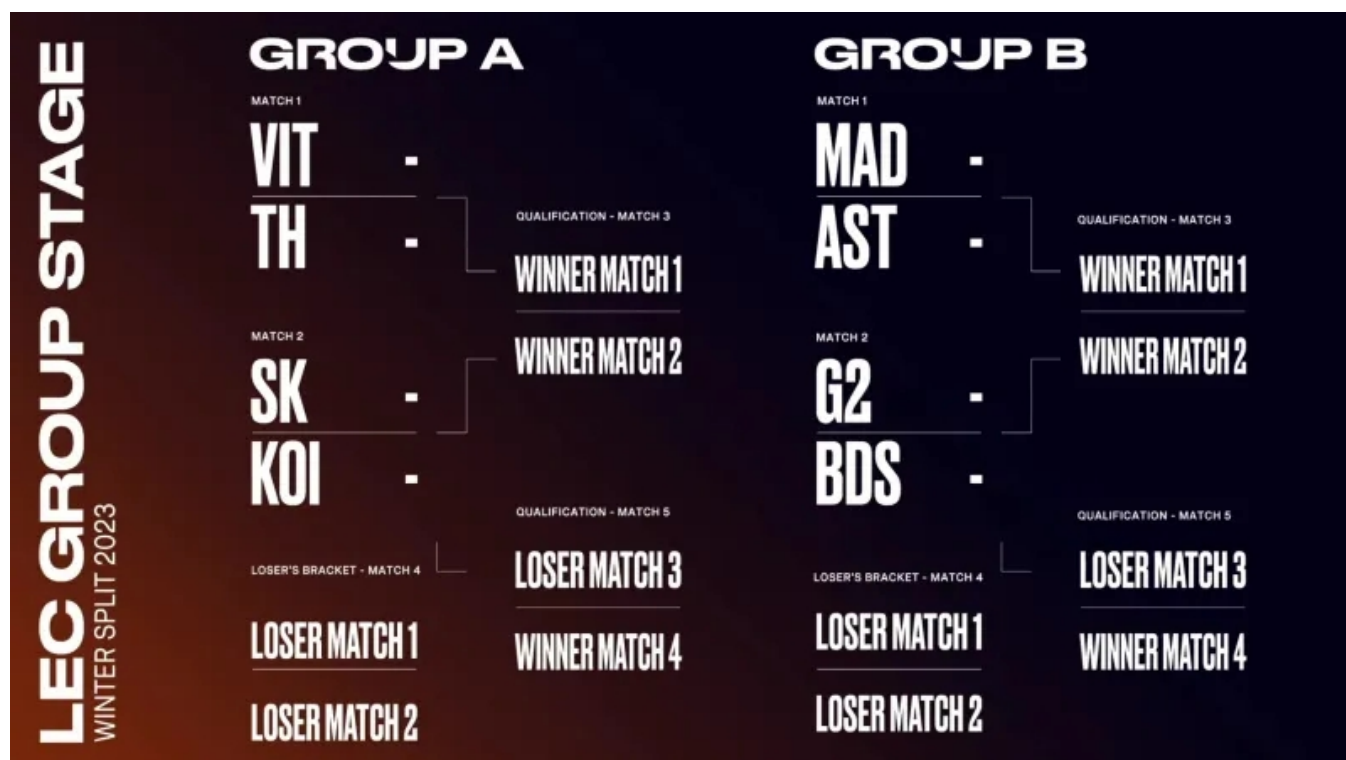 LEC GROUP STAGE
WINTER SPLIT 2023
GROUP A
MATCH 1
VIT -
TH -
MATCH 2
SK -
KOI -
QUALIFICATION - MATCH 3
WINNER MATCH 1
WINNER MATCH 2
LOSER'S BRACKET - MATCH 4
LOSER MATCH 1
LOSER MATCH 2
QUALIFICATION - MATCH 5
LOSER MATCH 3
WINNER MATCH 4
GROUP B
MATCH 1
MAD -
AST -
MATCH 2
G2 -
BDS -
QUALIFICATION - MATCH 3
WINNER MATCH 1
WINNER MATCH 2
LOSER'S BRACKET - MATCH 4
LOSER MATCH 1
LOSER MATCH 2
QUALIFICATION - MATCH 5
LOSER MATCH 3
WINNER MATCH 4